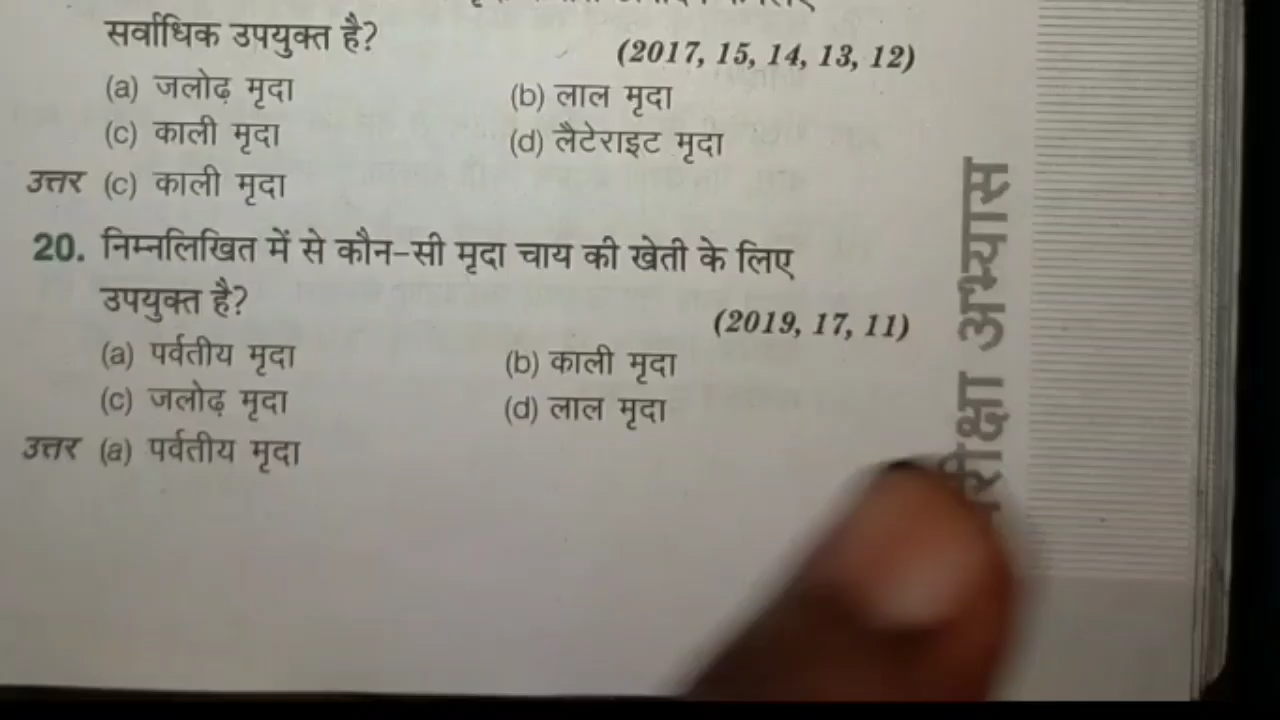 सर्वाधिक उपयुक्त है?
(2017, 15, 14, 13, 12)
(a) जलोढ़ मृदा (b) लाल मृदा
(c) काली मृदा (d) लैटेराइट मृदा
उत्तर (c) काली मृदा
20. निम्नलिखित में से कौन-सी मृदा चाय की खेती के लिए
उपयुक्त है?
(2019, 17, 11)
(a) पर्वतीय मृदा (b) काली मृदा
(c) जलोढ़ मृदा (d) लाल मृदा
उत्तर (a) पर्वतीय मृदा
अभ्यास